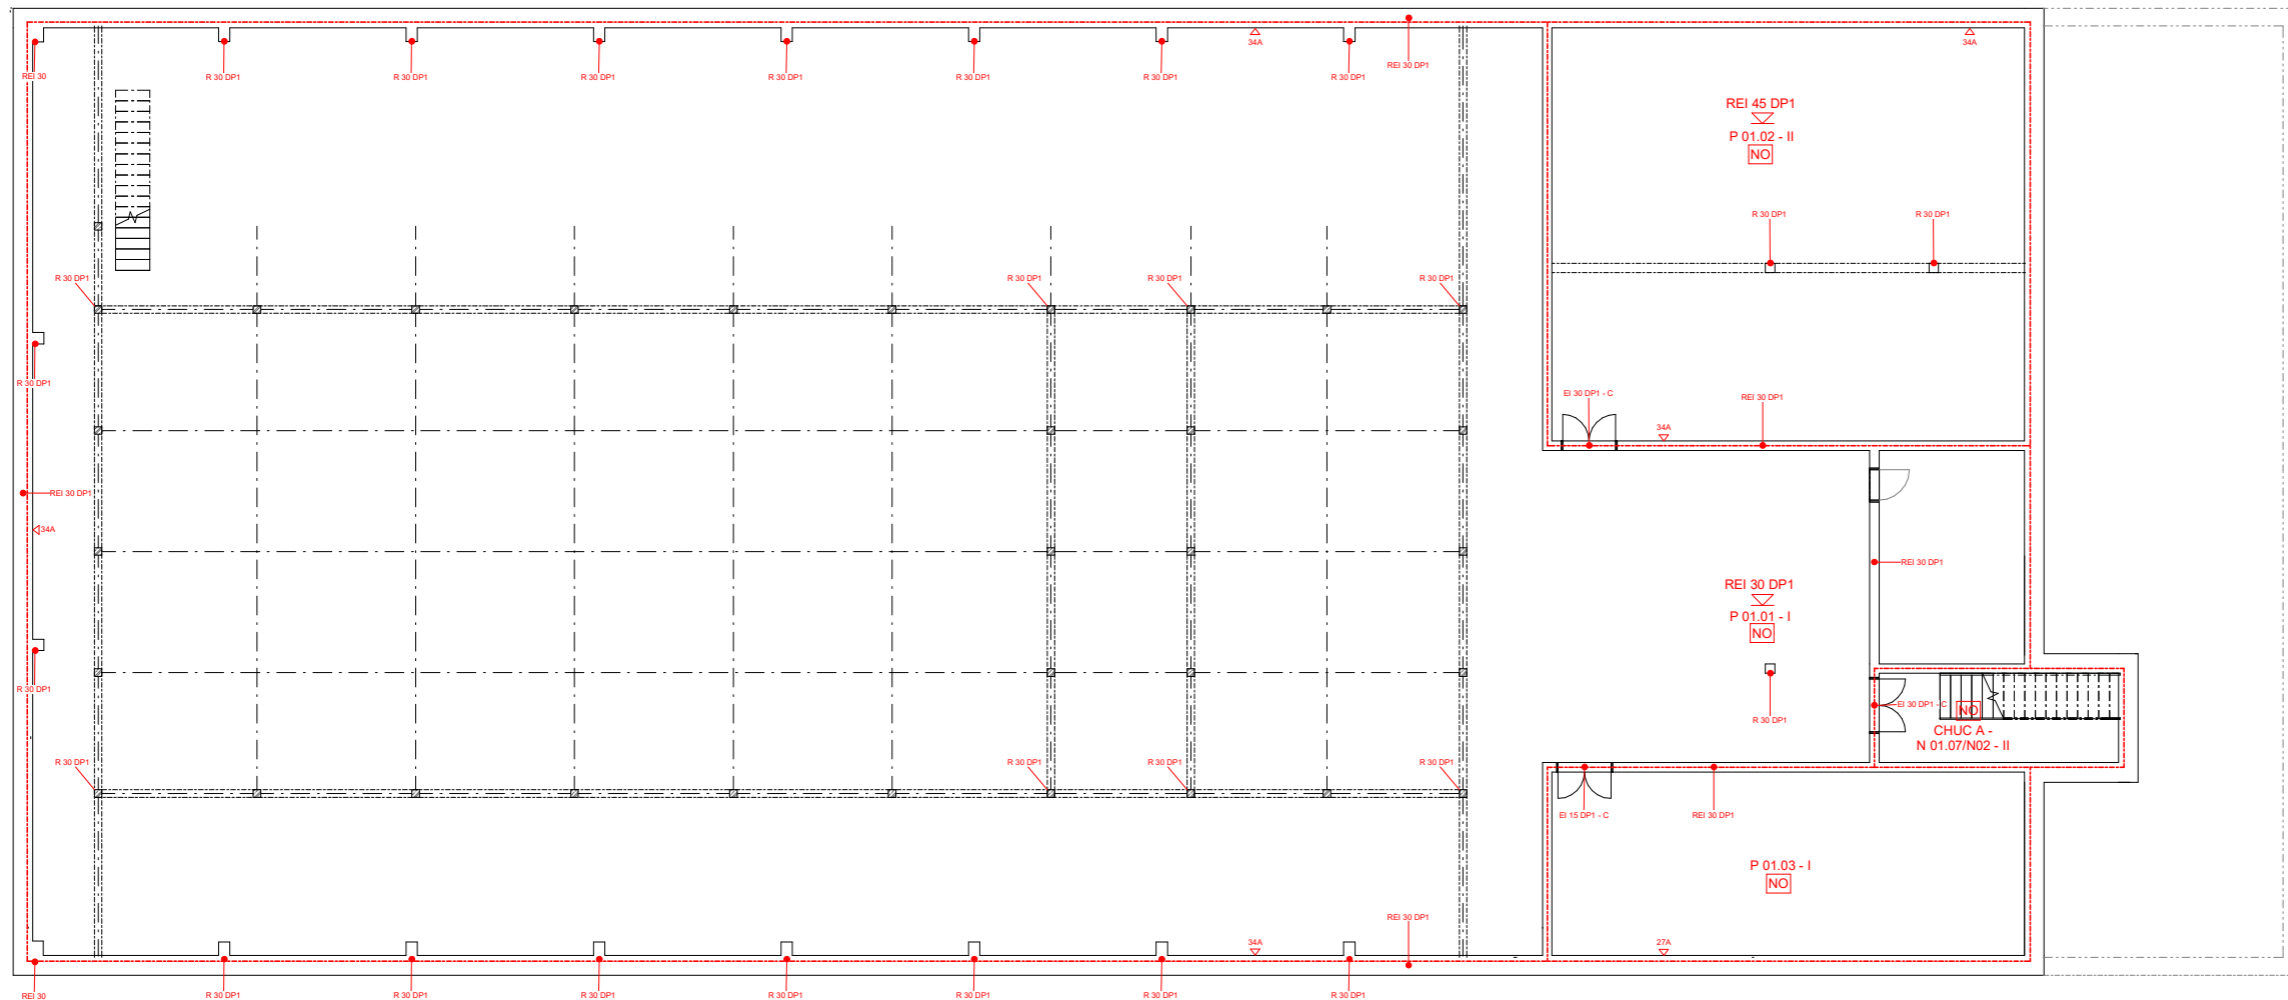 34A
34A
REI 30
R 30 DP1
R 30 DP1
R 30 DP1
R 30 DP1
R 30 DP1
R 30 DP1
R 30 DP1
REI 30 DP1
REI 45 DP1
P 01.02 - II
NO
R 30 DP1
R 30 DP1
R 30 DP1
R 30 DP1
R 30 DP1
R 30 DP1
R 30 DP1
EI 30 DP1 - C
REI 30 DP1
34A
REI 30 DP1
34A
REI 30 DP1
REI 30 DP1
P 01.01 - I
NO
R 30 DP1
EI 30 DP1 - C
NO
R 30 DP1
CHUC A -
N 01.07/N02 - II
R 30 DP1
R 30 DP1
R 30 DP1
R 30 DP1
EI 15 DP1 - C
REI 30 DP1
P 01.03 - I
NO
REI 30 DP1
34A
27A
REI 30
R 30 DP1
R 30 DP1
R 30 DP1
R 30 DP1
R 30 DP1
R 30 DP1
R 30 DP1